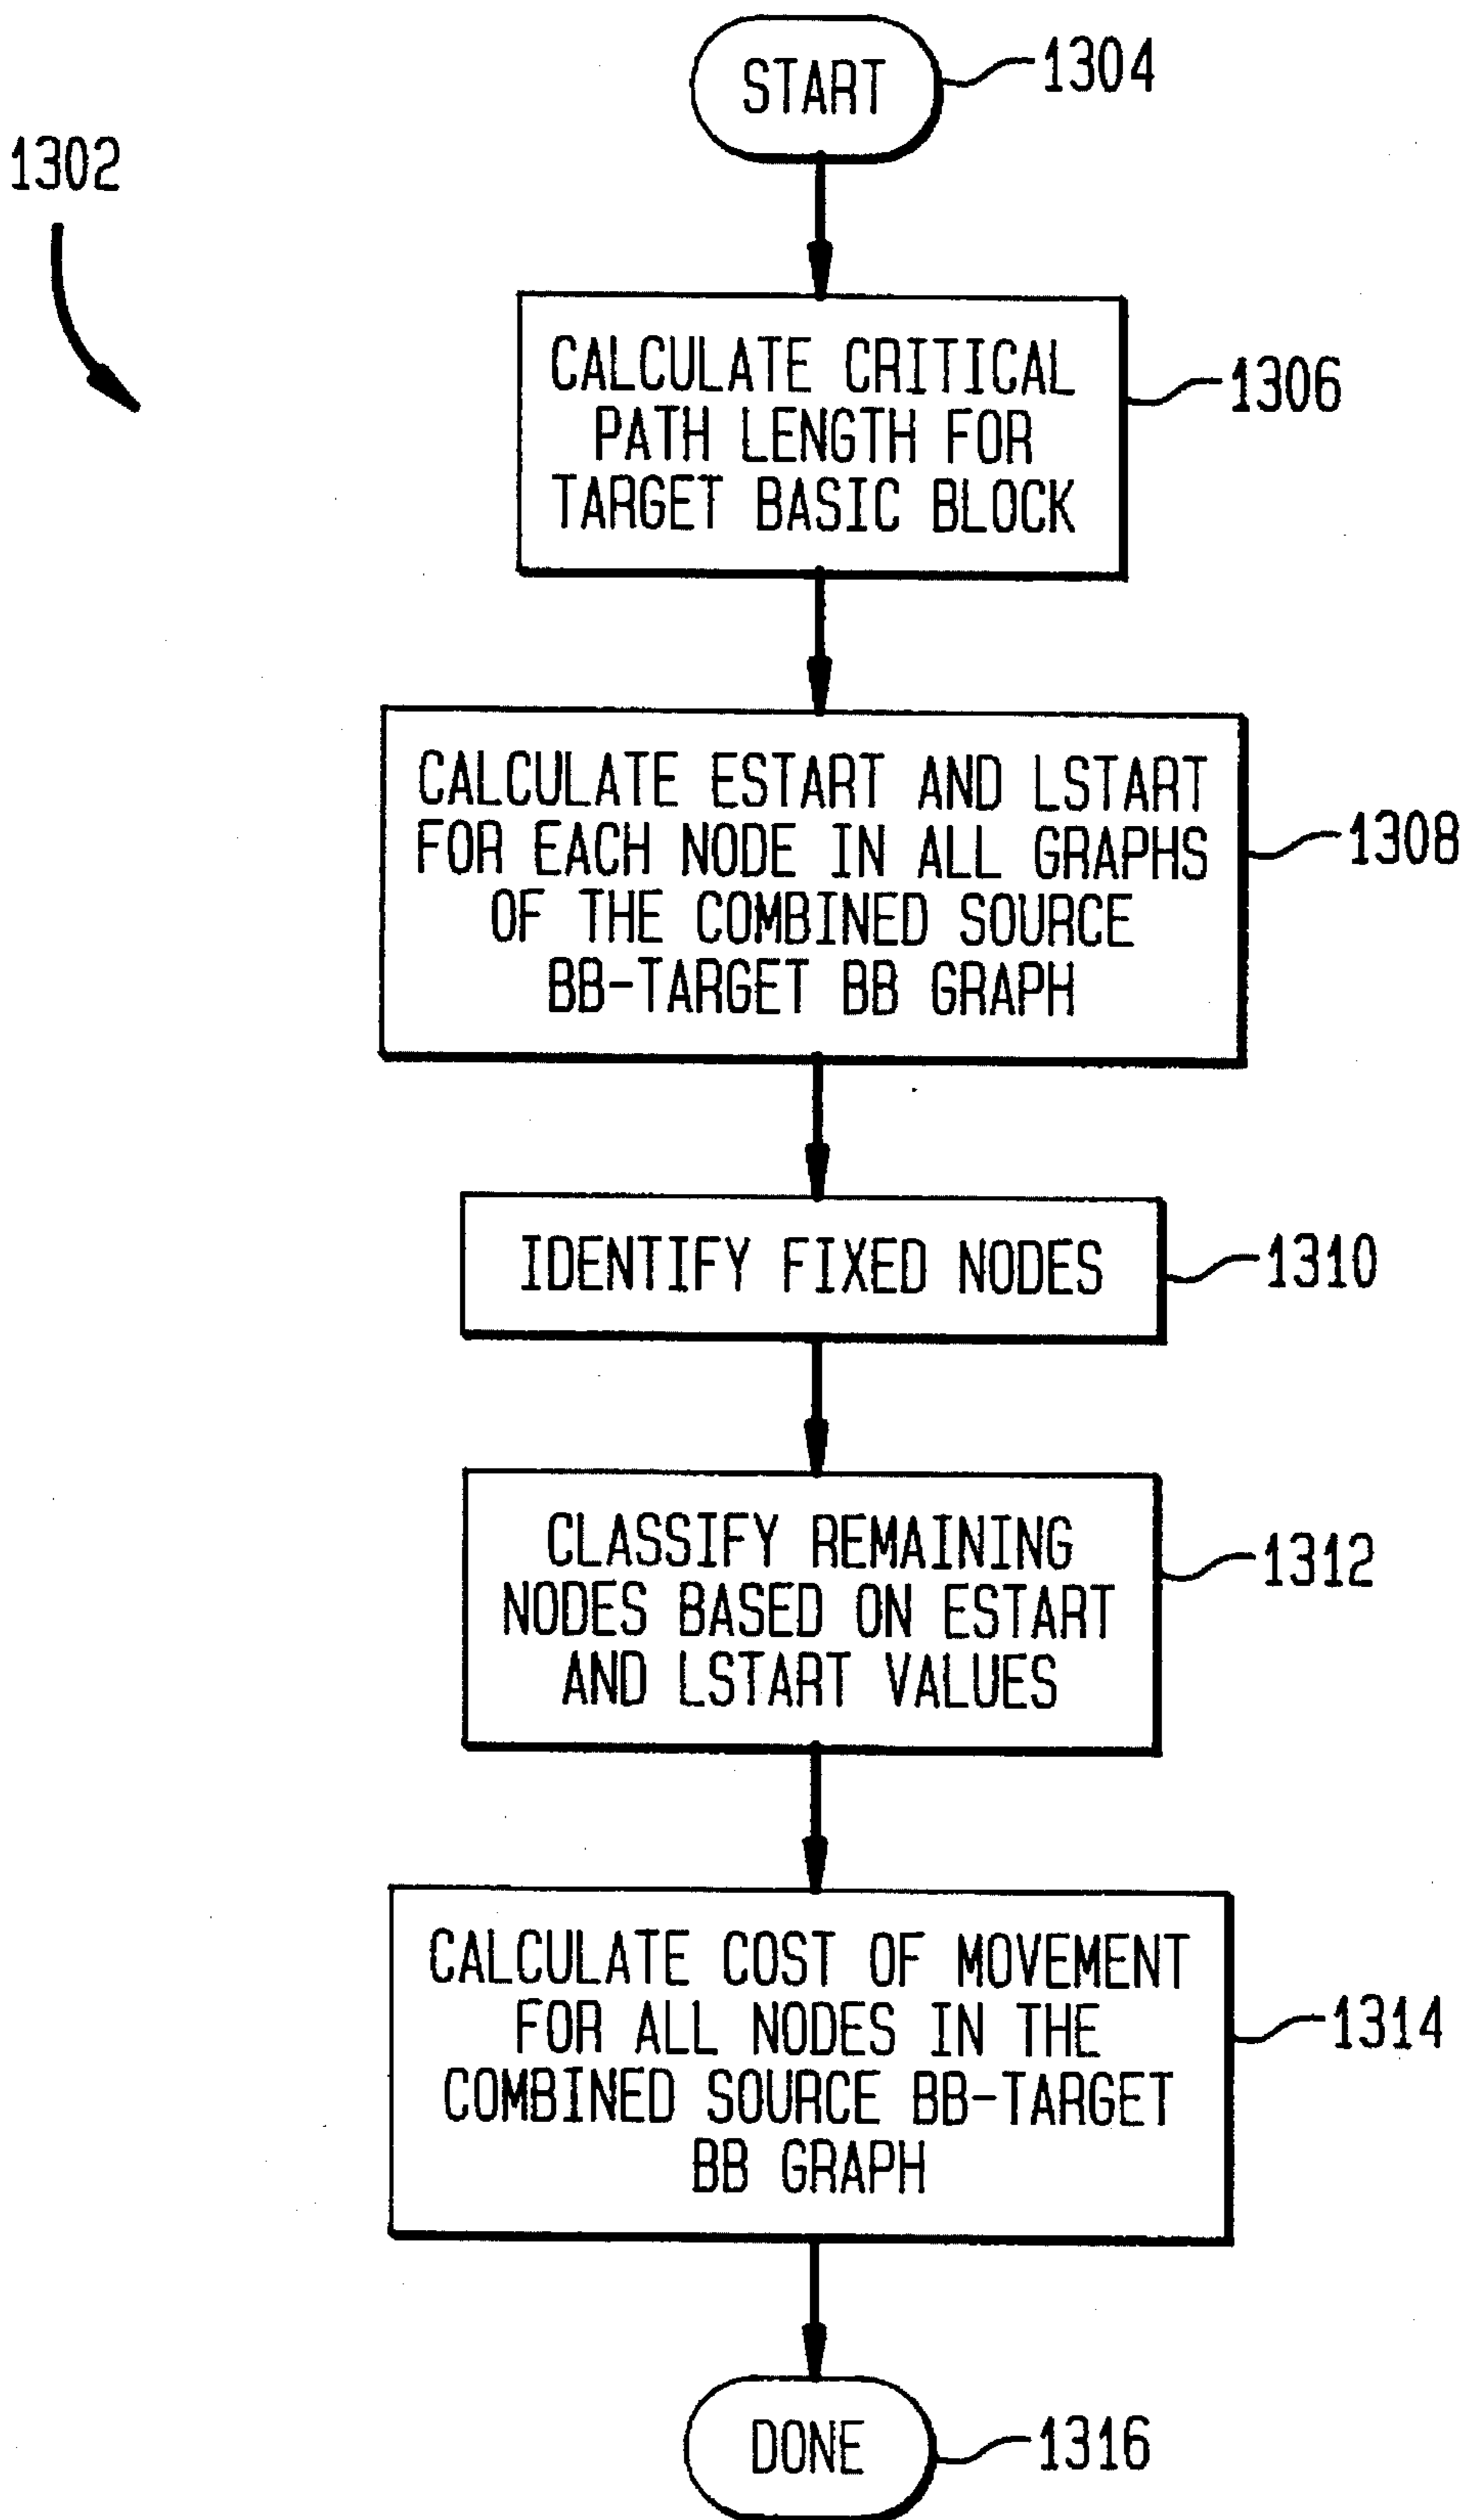 START
1304
1302
CALCULATE CRITICAL
PATH LENGTH FOR
TARGET BASIC BLOCK
1306
CALCULATE ESTART AND LSTART
FOR EACH NODE IN ALL GRAPHS
OF THE COMBINED SOURCE
BB-TARGET BB GRAPH
1308
IDENTIFY FIXED NODES
1310
CLASSIFY REMAINING
NODES BASED ON ESTART
AND LSTART VALUES
1312
CALCULATE COST OF MOVEMENT
FOR ALL NODES IN THE
COMBINED SOURCE BB-TARGET
BB GRAPH
1314
DONE
1316